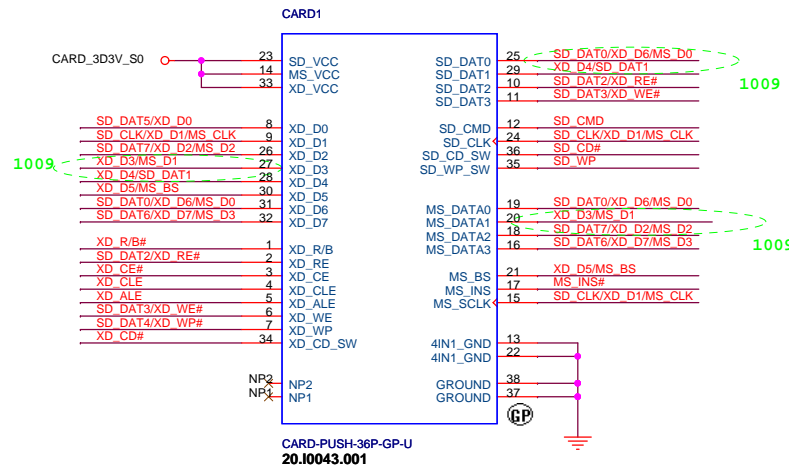 CARD1
CARD_3D3V_S0
23 SD_VCC
14 MS_VCC
33 XD_VCC
SD_DAT5/XD_D0 8 XD_D0
SD_CLK/XD_D1/MS_CLK 9 XD_D1
SD_DAT7/XD_D2/MS_D2 26 XD_D2
1009 XD_D3/MS_D1 27 XD_D3
XD_D4/SD_DAT1 28 XD_D4
XD_D5/MS_BS 30 XD_D5
SD_DAT0/XD_D6/MS_D0 31 XD_D6
SD_DAT6/XD_D7/MS_D3 32 XD_D7
XD_R/B# 1 XD_R/B
SD_DAT2/XD_RE# 2 XD_RE
XD_CE# 3 XD_CE
XD_CLE 4 XD_CLE
XD_ALE 5 XD_ALE
SD_DAT3/XD_WE# 6 XD_WE
SD_DAT4/XD_WP# 7 XD_WP
XD_CD# 34 XD_CD_SW
NP2 NP2
NP1 NP1
SD_DAT0 25 SD_DAT0/XD_D6/MS_D0
SD_DAT1 29 XD_D4/SD_DAT1
1009
SD_DAT2 10 SD_DAT2/XD_RE#
SD_DAT3 11 SD_DAT3/XD_WE#
SD_CMD 12 SD_CMD
SD_CLK 24 SD_CLK/XD_D1/MS_CLK
SD_CD_SW 36 SD_CD#
SD_WP_SW 35 SD_WP
MS_DATA0 19 SD_DAT0/XD_D6/MS_D0
MS_DATA1 20 XD_D3/MS_D1
MS_DATA2 18 SD_DAT7/XD_D2/MS_D2
1009
MS_DATA3 16 SD_DAT6/XD_D7/MS_D3
MS_BS 21 XD_D5/MS_BS
MS_INS 17 MS_INS#
MS_SCLK 15 SD_CLK/XD_D1/MS_CLK
4IN1_GND 13
4IN1_GND 22
GROUND 38
GROUND 37
GP
CARD-PUSH-36P-GP-U
20.I0043.001